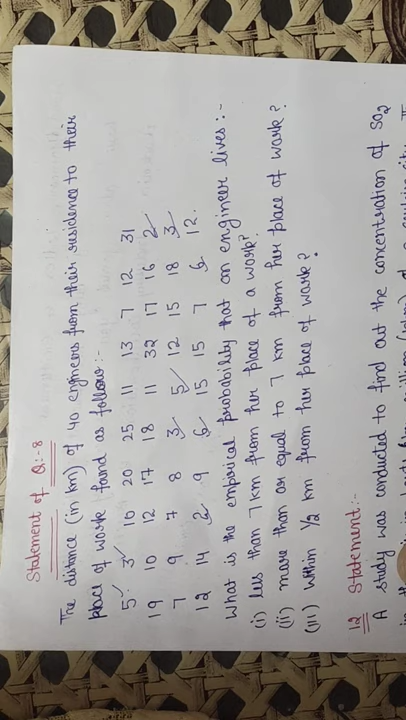 Statement of Q:-8
The distance (in km) of 40 engineers from their residence to their
place of work found as follows:-
5 3 10 20 25 11 13 7 12 31
19 10 12 17 18 11 32 17 16 2
7 9 7 8 3 5 12 15 18 3
12 14 2 9 6 15 15 7 6 12.
What is the empirical probability that an engineer lives:-
(i) less than 7 km from her place of a work?
(ii) more than or equal to 7 km from her place of work?
(iii) Within 1/2 km from her place of work?
12 Statement:-
A study was conducted to find out the concentration of SO2